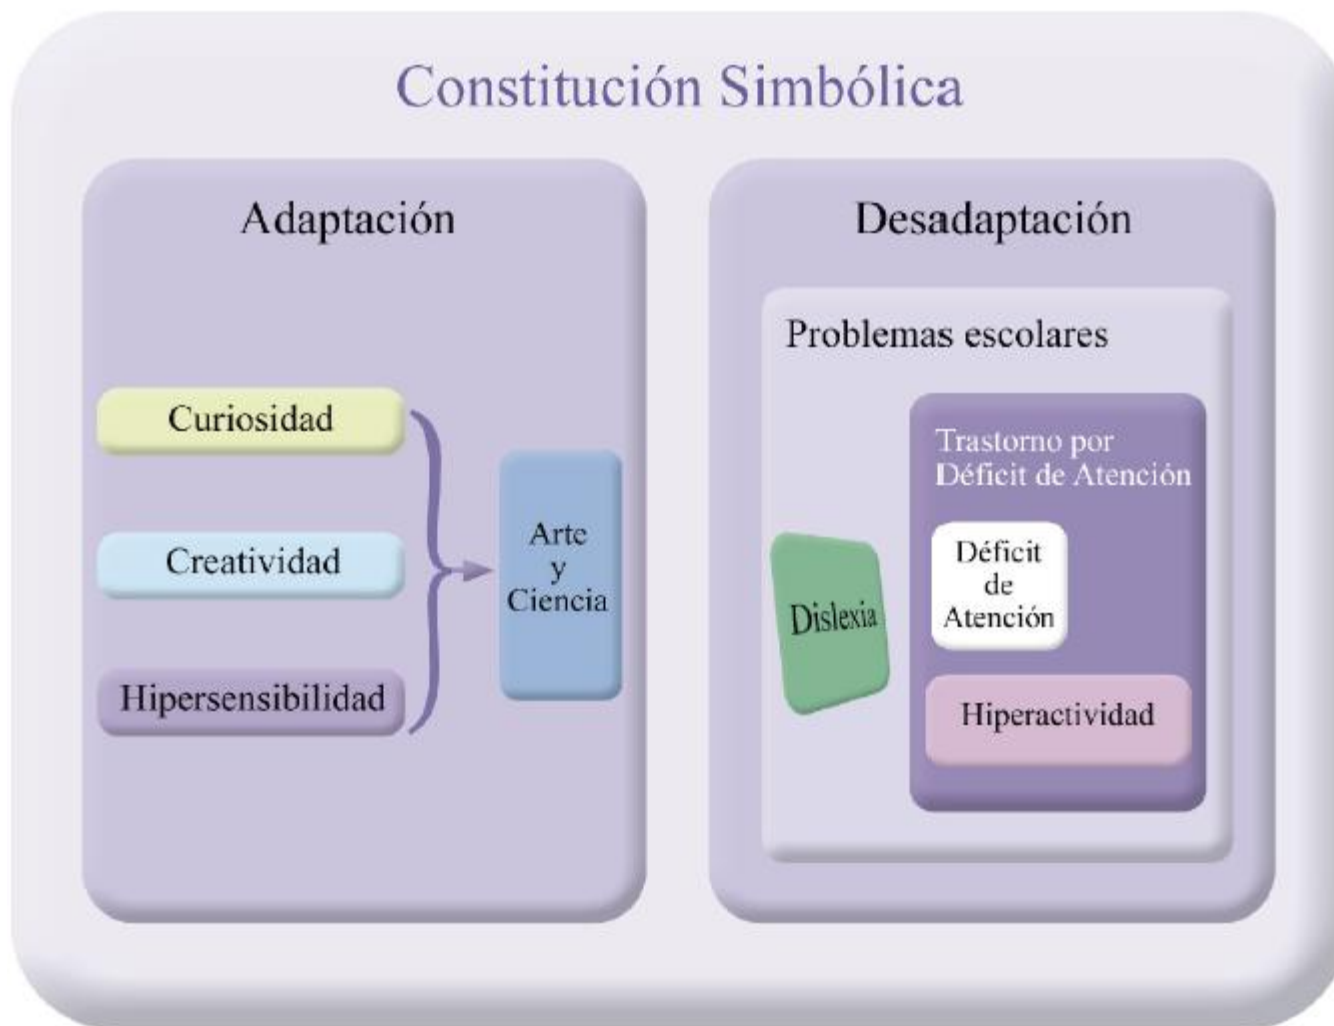 Constitución Simbólica
Adaptación
Curiosidad
Creatividad
Hipersensibilidad
Arte
y
Ciencia
Desadaptación
Problemas escolares
Trastorno por
Déficit de Atención
Dislexia
Déficit
de
Atención
Hiperactividad